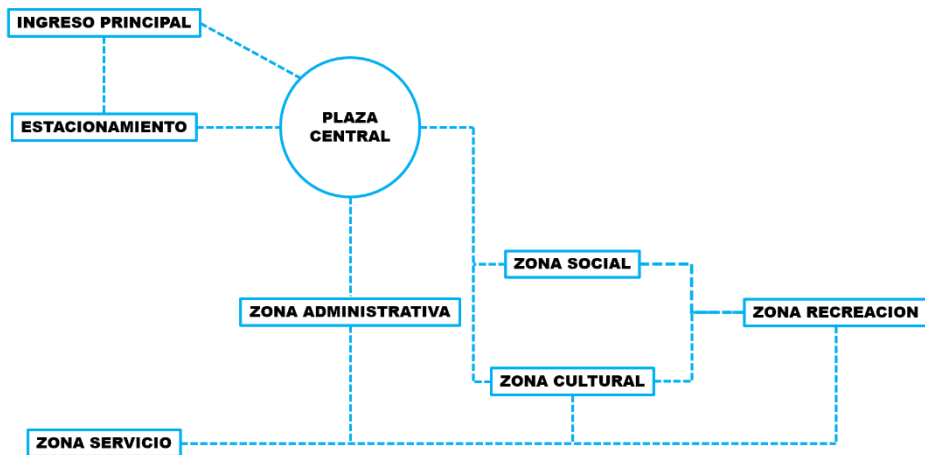 INGRESO PRINCIPAL
ESTACIONAMIENTO
PLAZA
CENTRAL
ZONA SOCIAL
ZONA ADMINISTRATIVA
ZONA RECREACION
ZONA CULTURAL
ZONA SERVICIO